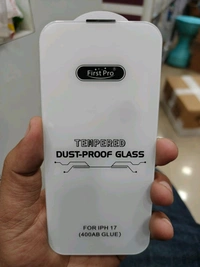 First Pro
TEMPERED
DUST-PROOF GLASS
FOR IPH 17
(400AB GLUE)